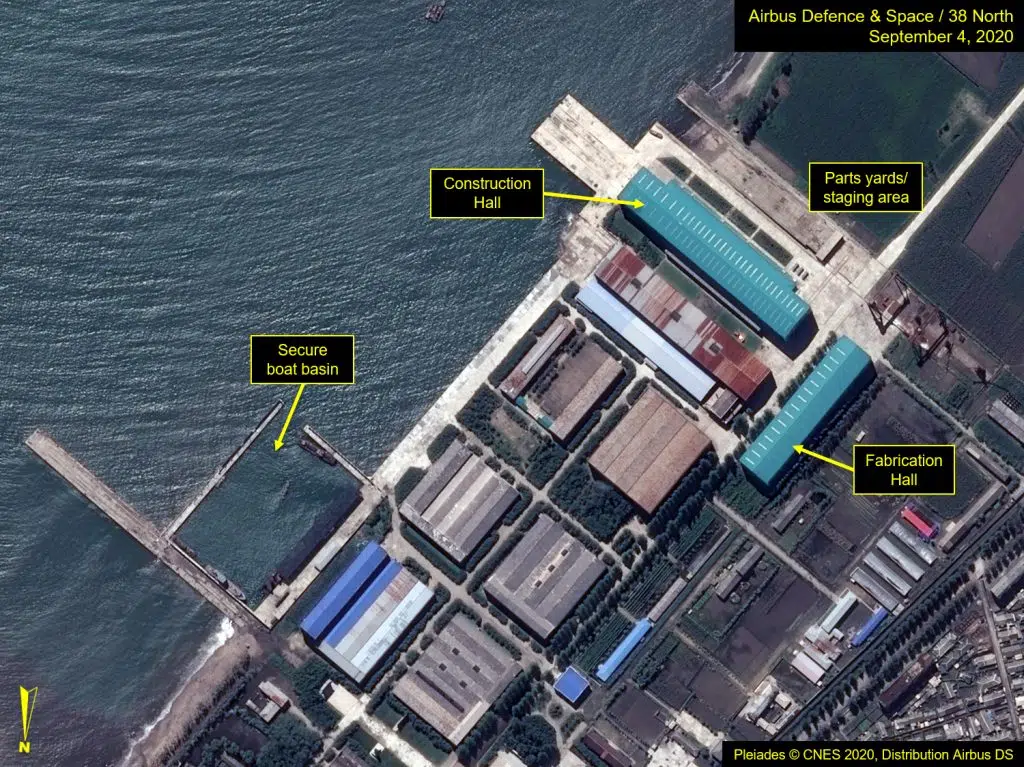 Airbus Defence & Space / 38 North
September 4, 2020
Construction
Hall
Parts yards/
staging area
Secure
boat basin
Fabrication
Hall
N
Pleiades © CNES 2020, Distribution Airbus DS